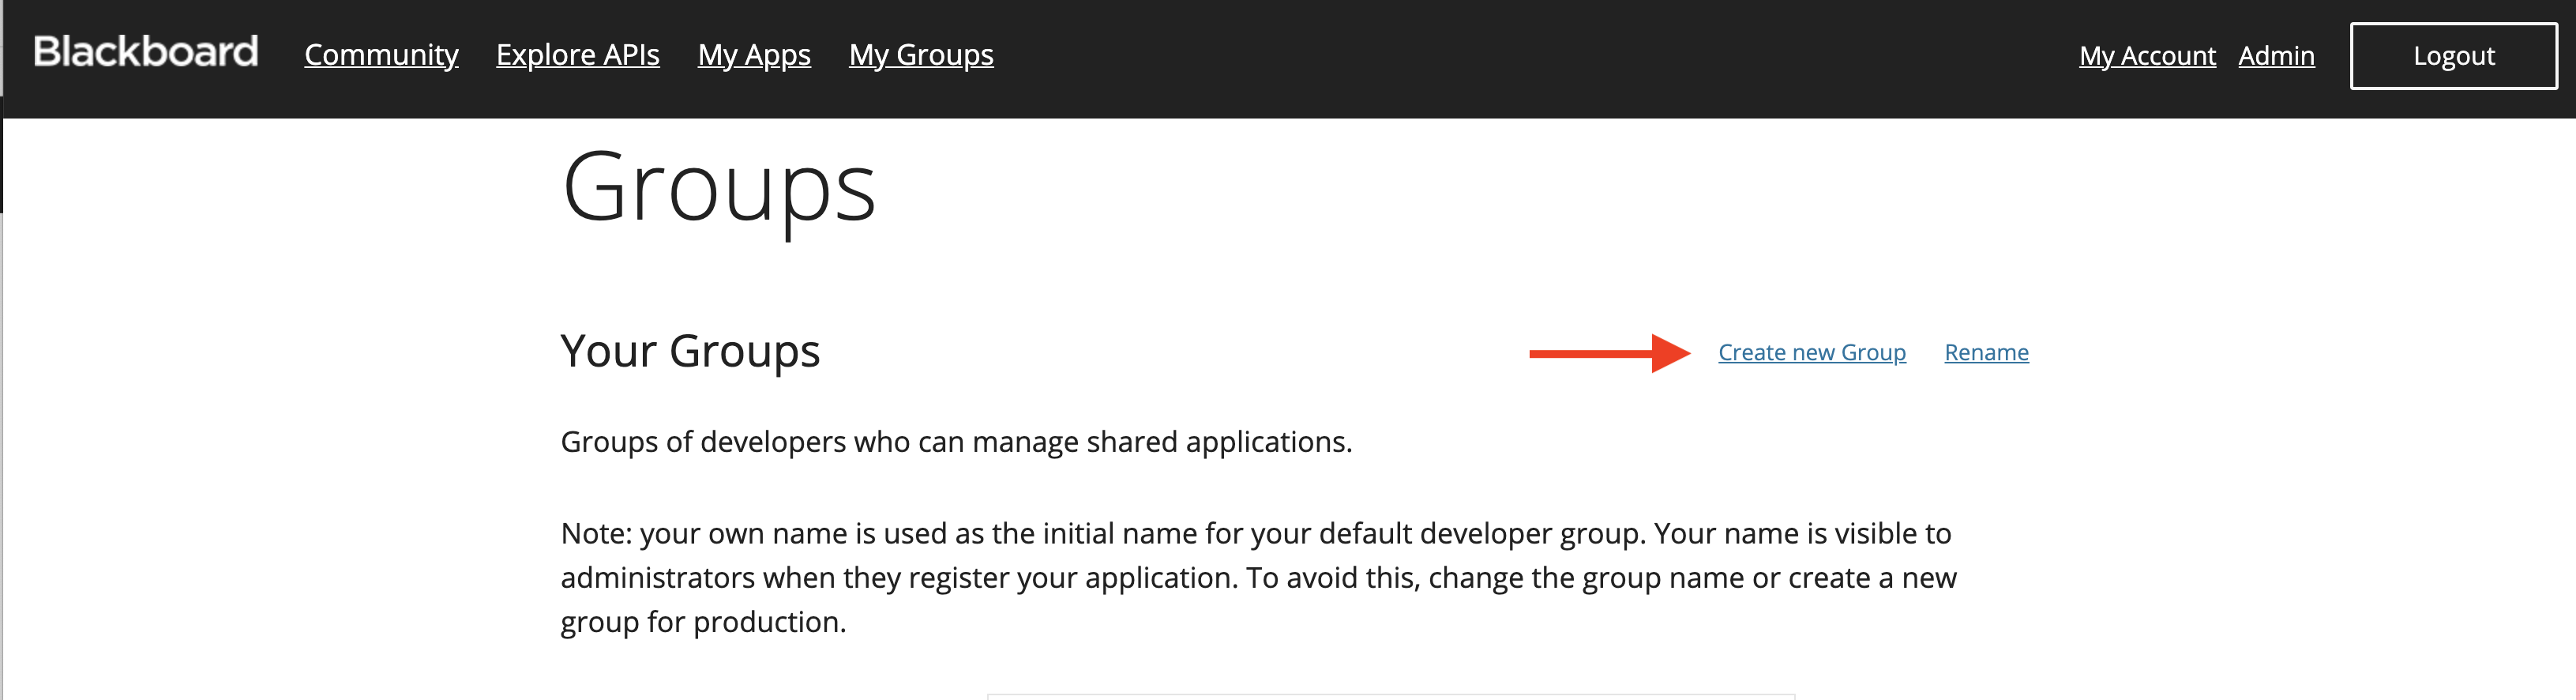 Blackboard Community Explore APIs My Apps My Groups My Account Admin Logout
Groups
Your Groups Create new Group Rename
Groups of developers who can manage shared applications.
Note: your own name is used as the initial name for your default developer group. Your name is visible to
administrators when they register your application. To avoid this, change the group name or create a new
group for production.